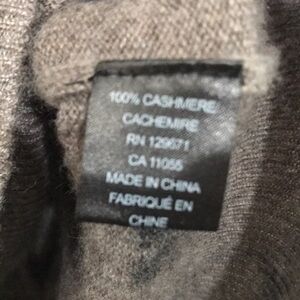 100% CASHMERE
CACHEMIRE
RN 129671
CA 11055
MADE IN CHINA
FABRIQUÉ EN
CHINE